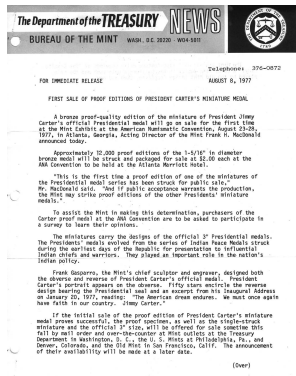 The Department of the TREASURY NEWS
BUREAU OF THE MINT WASH., D.C. 20220 - W04-5011
Telephone: 376-0872
FOR IMMEDIATE RELEASE AUGUST 8, 1977
FIRST SALE OF PROOF EDITIONS OF PRESIDENT CARTER'S MINIATURE MEDAL
A bronze proof-quality edition of the miniature of President Jimmy
Carter's official Presidential medal will go on sale for the first time
at the Mint Exhibit at the American Numismatic Convention, August 23-28,
1977, in Atlanta, Georgia, Acting Director of the Mint Frank H. MacDonald
announced today.
Approximately 12,000 proof editions of the 1-5/16" in diameter
bronze medal will be struck and packaged for sale at $2.00 each at the
ANA Convention to be held at the Atlanta Marriott Hotel.
"This is the first time a proof edition of one of the miniatures of
the Presidential medal series has been struck for public sale,"
Mr. MacDonald said. "And if public acceptance warrants the production,
the Mint may strike proof editions of the other Presidents' miniature
medals."
To assist the Mint in making this determination, purchasers of the
Carter proof medal at the ANA Convention are to be asked to participate in
a survey to learn their opinions.
The miniatures carry the designs of the official 3" Presidential medals.
The Presidents' medals evolved from the series of Indian Peace Medals struck
during the earliest days of the Republic for presentation to influential
Indian chiefs and warriors. They played an important role in the nation's
Indian policy.
Frank Gasparro, the Mint's chief sculptor and engraver, designed both
the obverse and reverse of President Carter's official medal. President
Carter's portrait appears on the obverse. Fifty stars encircle the reverse
design bearing the Presidential seal and an excerpt from his Inaugural Address
on January 20, 1977, reading: "The American dream endures. We must once again
have faith in our country. Jimmy Carter."
If the initial sale of the proof edition of President Carter's miniature
medal proves successful, the proof specimen, as well as the single-struck
miniature and the official 3" size, will be offered for sale sometime this
fall by mail order and over-the-counter at Mint outlets at the Treasury
Department in Washington, D. C., the U. S. Mints at Philadelphia, Pa., and
Denver, Colorado, and the Old Mint in San Francisco, Calif. The announcement
of their availability will be made at a later date.
(Over)